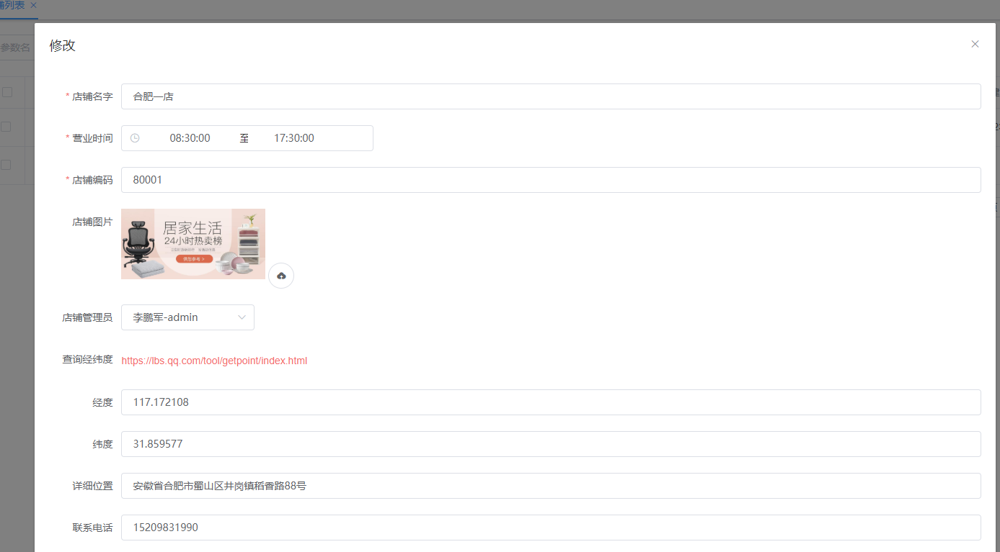 铺列表 ×
参数名
修改
* 店铺名字 合肥一店
* 营业时间 08:30:00 至 17:30:00
* 店铺编码 80001
店铺图片
居家生活
24小时热卖榜
店铺管理员 李鹏军-admin
查询经纬度 https://lbs.qq.com/tool/getpoint/index.html
经度 117.172108
纬度 31.859577
详细位置 安徽省合肥市蜀山区井岗镇稻香路88号
联系电话 15209831990